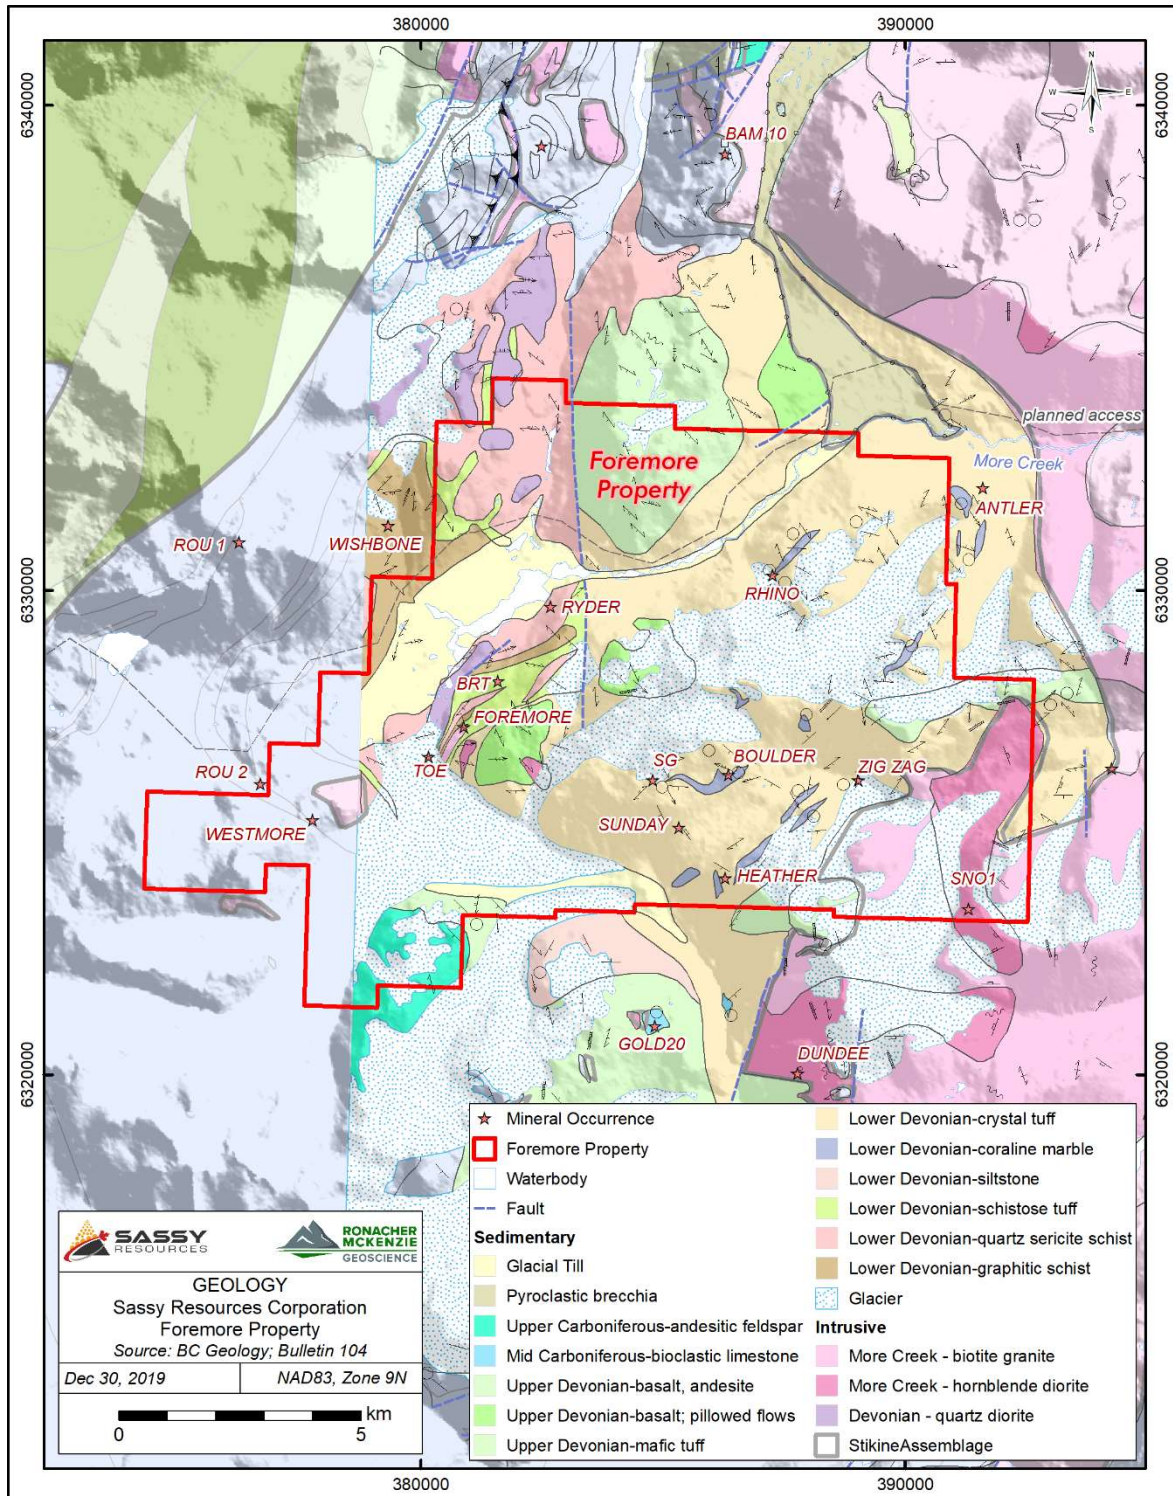 380000
390000
6340000
6340000
N
W
E
S
BAM 10
planned access
More Creek
Foremore
Property
ANTLER
ROU 1
WISHBONE
RHINO
6330000
6330000
RYDER
BRT
FOREMORE
TOE
SG
BOULDER
ZIG ZAG
ROU 2
WESTMORE
SUNDAY
HEATHER
SNO1
GOLD20
DUNDEE
6320000
6320000
Mineral Occurrence
Foremore Property
Waterbody
Fault
Sedimentary
Glacial Till
Pyroclastic brecchia
Upper Carboniferous-andesitic feldspar
Mid Carboniferous-bioclastic limestone
Upper Devonian-basalt, andesite
Upper Devonian-basalt; pillowed flows
Upper Devonian-mafic tuff
Lower Devonian-crystal tuff
Lower Devonian-coraline marble
Lower Devonian-siltstone
Lower Devonian-schistose tuff
Lower Devonian-quartz sericite schist
Lower Devonian-graphitic schist
Glacier
Intrusive
More Creek - biotite granite
More Creek - hornblende diorite
Devonian - quartz diorite
StikineAssemblage
SASSY
RESOURCES
RONACHER
MCKENZIE
GEOSCIENCE
GEOLOGY
Sassy Resources Corporation
Foremore Property
Source: BC Geology; Bulletin 104
Dec 30, 2019
NAD83, Zone 9N
km
0
5
380000
390000